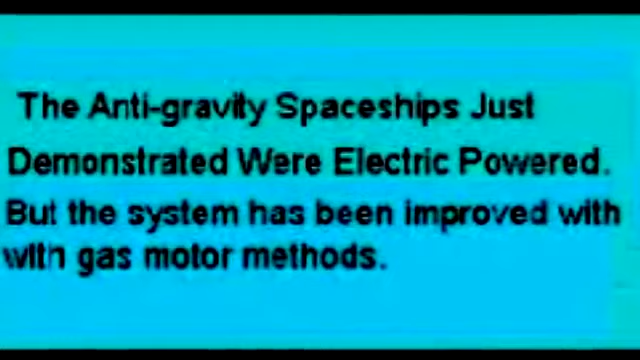 The Anti-gravity Spaceships Just
Demonstrated Were Electric Powered.
But the system has been improved with
with gas motor methods.